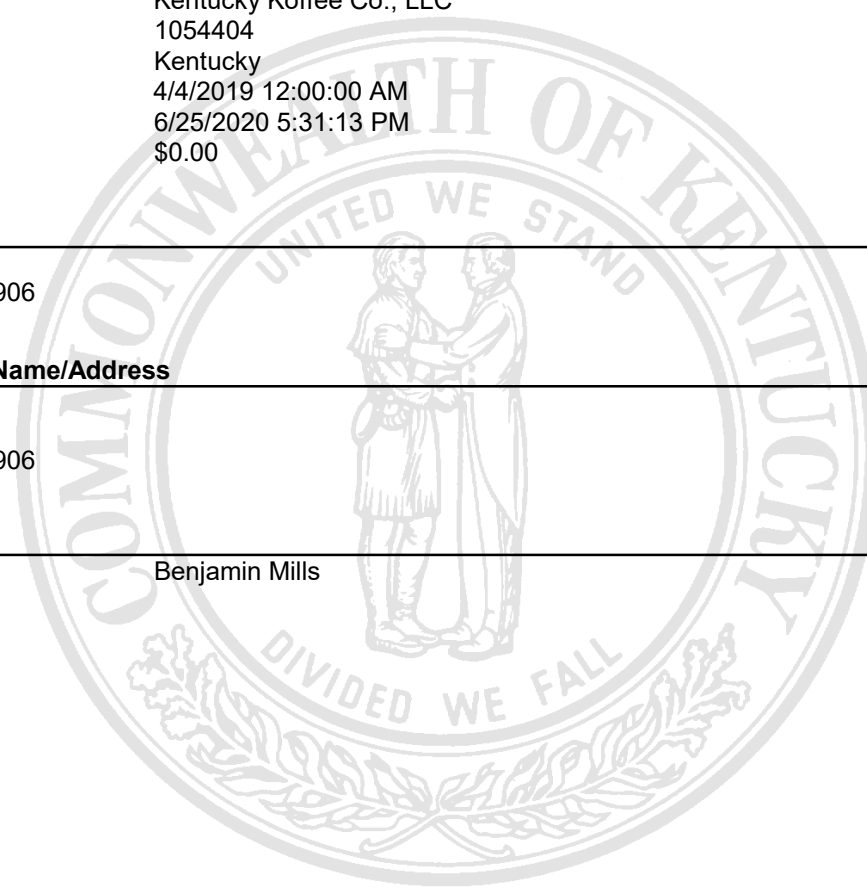 Kentucky Koffee Co., LLC
1054404
Kentucky
4/4/2019 12:00:00 AM
6/25/2020 5:31:13 PM
$0.00
COMMONWEALTH OF KENTUCKY
UNITED WE STAND
906
Name/Address
906
Benjamin Mills
DIVIDED WE FALL